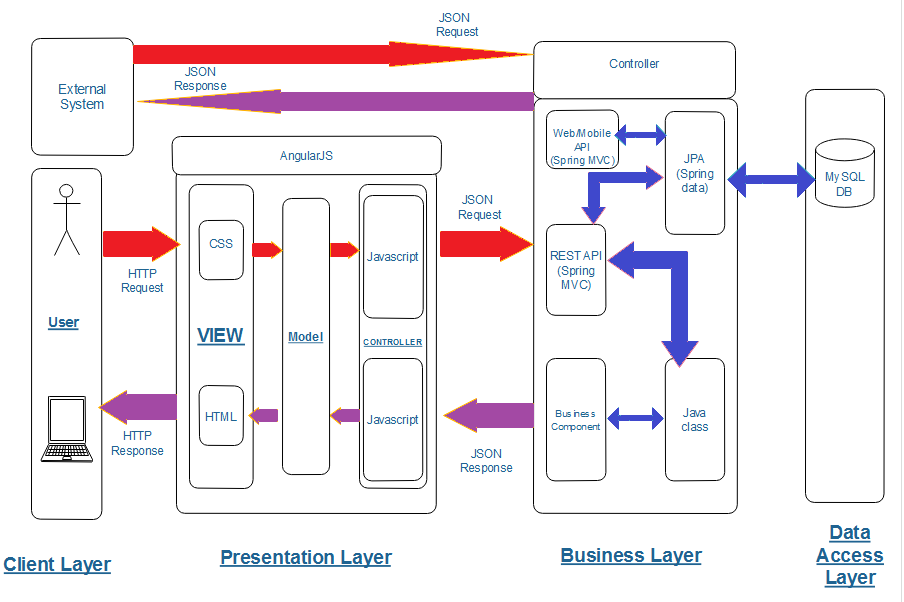 JSON
Request
External
System
JSON
Response
Controller
AngularJS
Web/Mobile
API
(Spring MVC)
JPA
(Spring
data)
MySQL
DB
CSS
Javascript
JSON
Request
REST API
(Spring
MVC)
HTTP
Request
User
VIEW
Model
CONTROLLER
HTML
Javascript
Business
Component
Java
class
HTTP
Response
JSON
Response
Client Layer
Presentation Layer
Business Layer
Data
Access
Layer